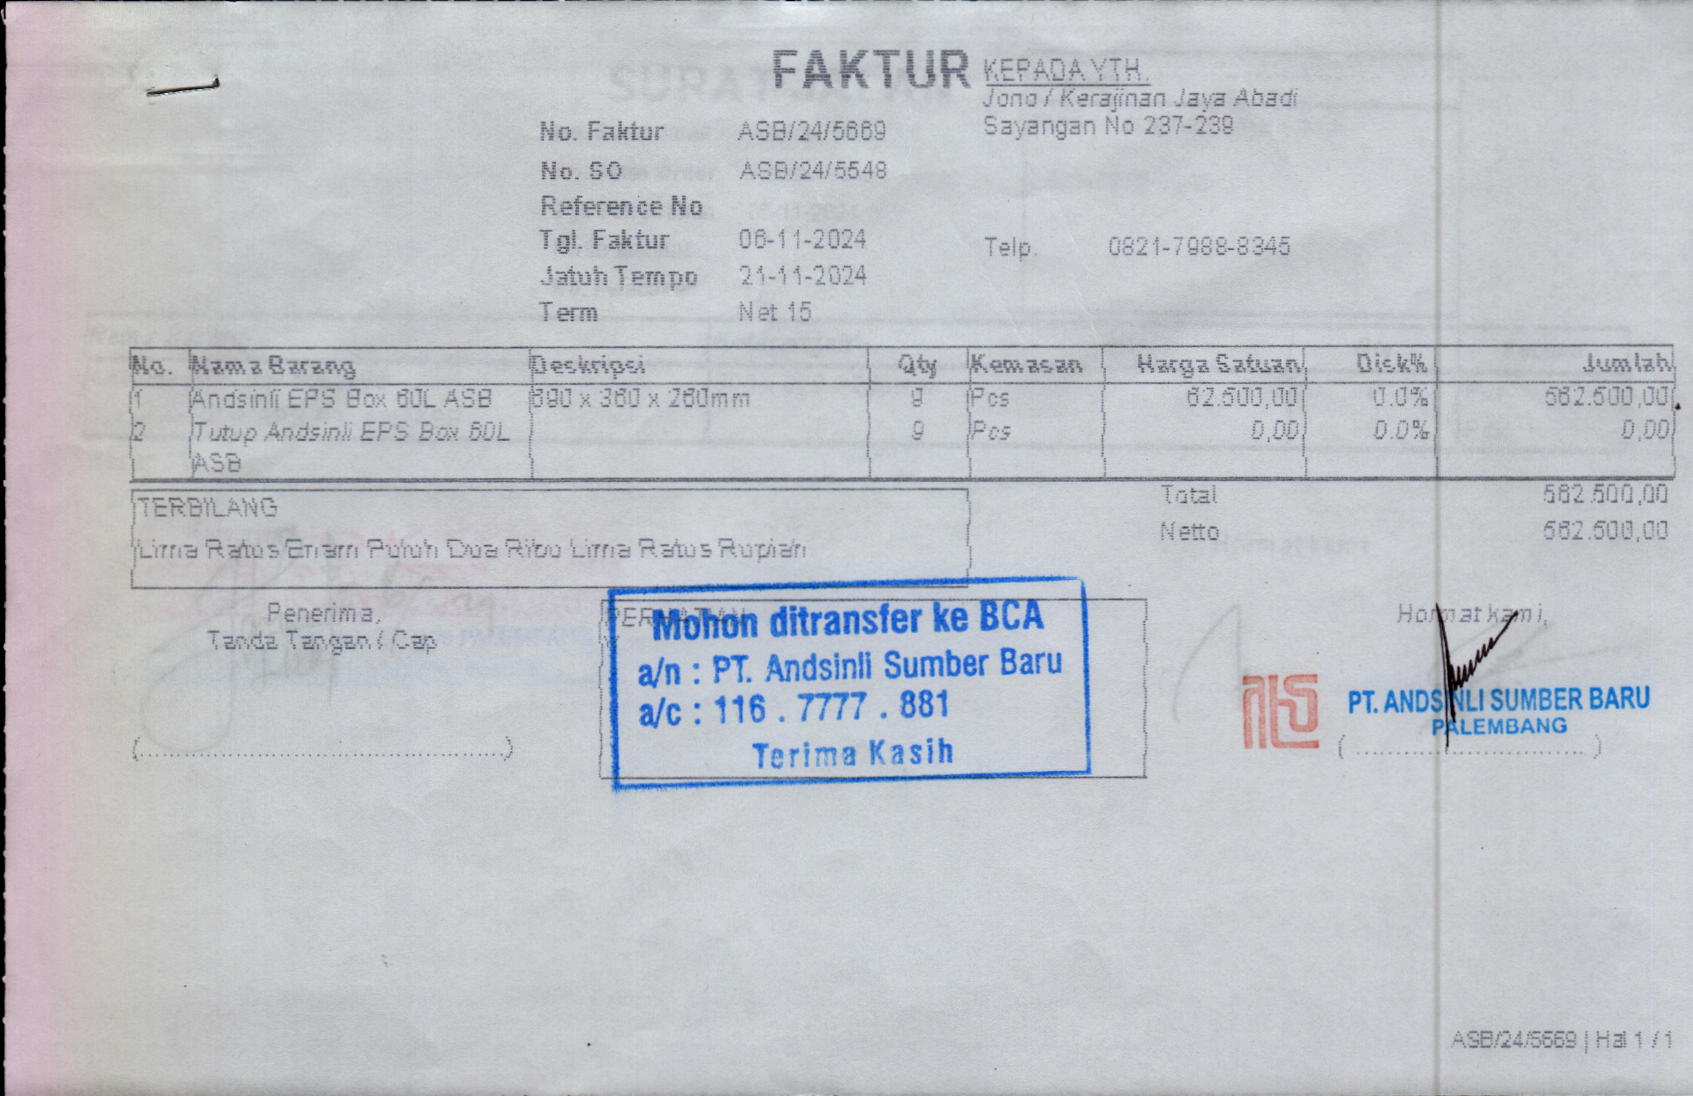 FAKTUR
KEPADA YTH.
Jono / Kerajinan Jaya Abadi
Sayangan No 237-239
No. Faktur ASB/24/5669
No. SO ASB/24/5548
Reference No
Tgl. Faktur 06-11-2024
Telp. 0821-7988-8345
Jatuh Tempo 21-11-2024
Term Net 15
No. Nama Barang Deskripsi Qty Kemasan Harga Satuan Disk% Jumlah
1 Andsinli EPS Box 60L ASB 690 x 360 x 260mm 9 Pcs 62.500,00 0.0% 562.500,00
2 Tutup Andsinli EPS Box 60L 9 Pcs 0,00 0.0% 0,00
ASB
TERBILANG
Lima Ratus Enam Puluh Dua Ribu Lima Ratus Rupiah
Total 562.500,00
Netto 562.500,00
Penerima,
Tanda Tangan / Cap
(........................................................)
PERHATIAN
Mohon ditransfer ke BCA
a/n : PT. Andsinli Sumber Baru
a/c : 116 . 7777 . 881
Terima Kasih
Hormat kami,
PT. ANDSINLI SUMBER BARU
PALEMBANG
( .................................... )
ASB/24/5669 | Hal 1 / 1